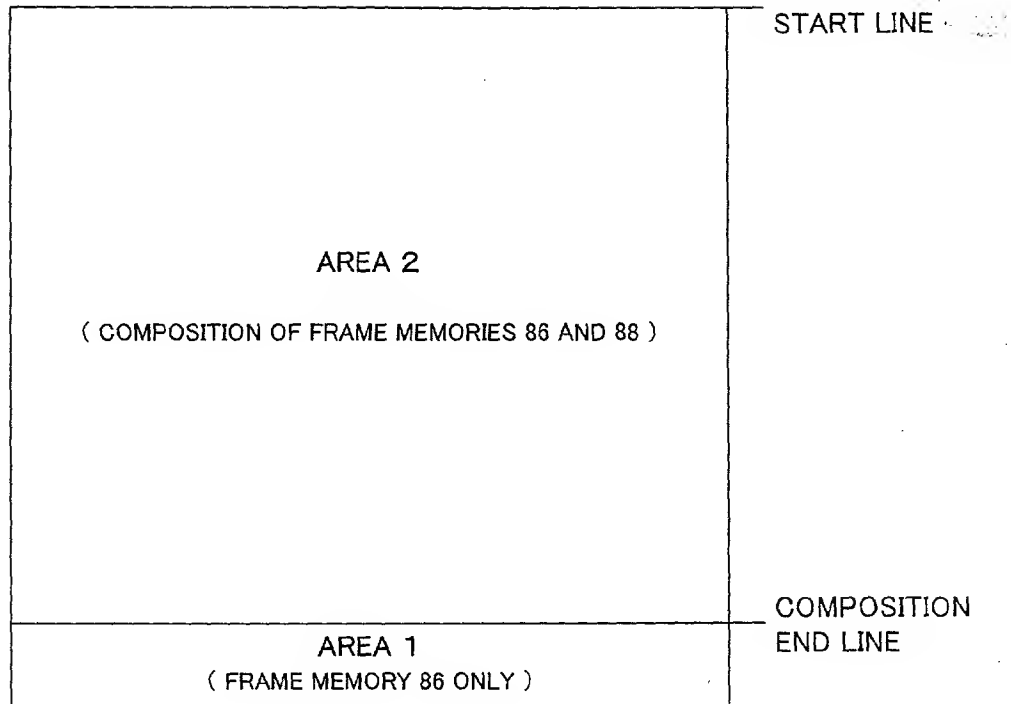 START LINE
AREA 2
( COMPOSITION OF FRAME MEMORIES 86 AND 88 )
COMPOSITION
END LINE
AREA 1
( FRAME MEMORY 86 ONLY )